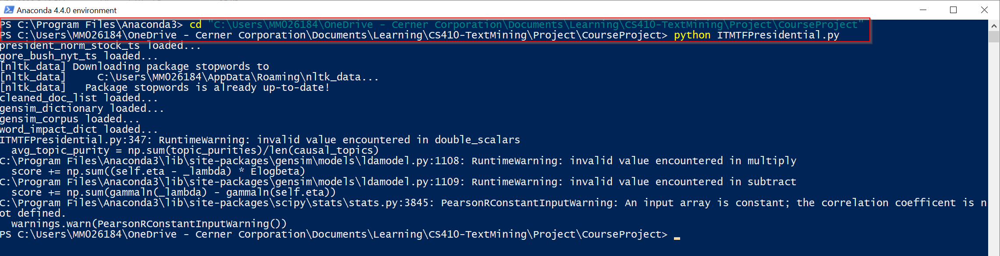 Anaconda 4.4.0 environment
PS C:\Program Files\Anaconda3> cd "C:\Users\MM026184\OneDrive - Cerner Corporation\Documents\Learning\CS410-TextMining\Project\CourseProject"
PS C:\Users\MM026184\OneDrive - Cerner Corporation\Documents\Learning\CS410-TextMining\Project\CourseProject> python ITMTFPresidential.py
president_norm_stock_ts loaded...
gore_bush_nyt_ts loaded...
[nltk_data] Downloading package stopwords to
[nltk_data]     C:\Users\MM026184\AppData\Roaming\nltk_data...
[nltk_data]   Package stopwords is already up-to-date!
cleaned_doc_list loaded...
gensim_dictionary loaded...
gensim_corpus loaded...
word_impact_dict loaded...
ITMTFPresidential.py:347: RuntimeWarning: invalid value encountered in double_scalars
  avg_topic_purity = np.sum(topic_purities)/len(causal_topics)
C:\Program Files\Anaconda3\lib\site-packages\gensim\models\ldamodel.py:1108: RuntimeWarning: invalid value encountered in multiply
  score += np.sum((self.eta - _lambda) * Elogbeta)
C:\Program Files\Anaconda3\lib\site-packages\gensim\models\ldamodel.py:1109: RuntimeWarning: invalid value encountered in subtract
  score += np.sum(gammaln(_lambda) - gammaln(self.eta))
C:\Program Files\Anaconda3\lib\site-packages\scipy\stats\stats.py:3845: PearsonRConstantInputWarning: An input array is constant; the correlation coefficent is n
ot defined.
  warnings.warn(PearsonRConstantInputWarning())
PS C:\Users\MM026184\OneDrive - Cerner Corporation\Documents\Learning\CS410-TextMining\Project\CourseProject>